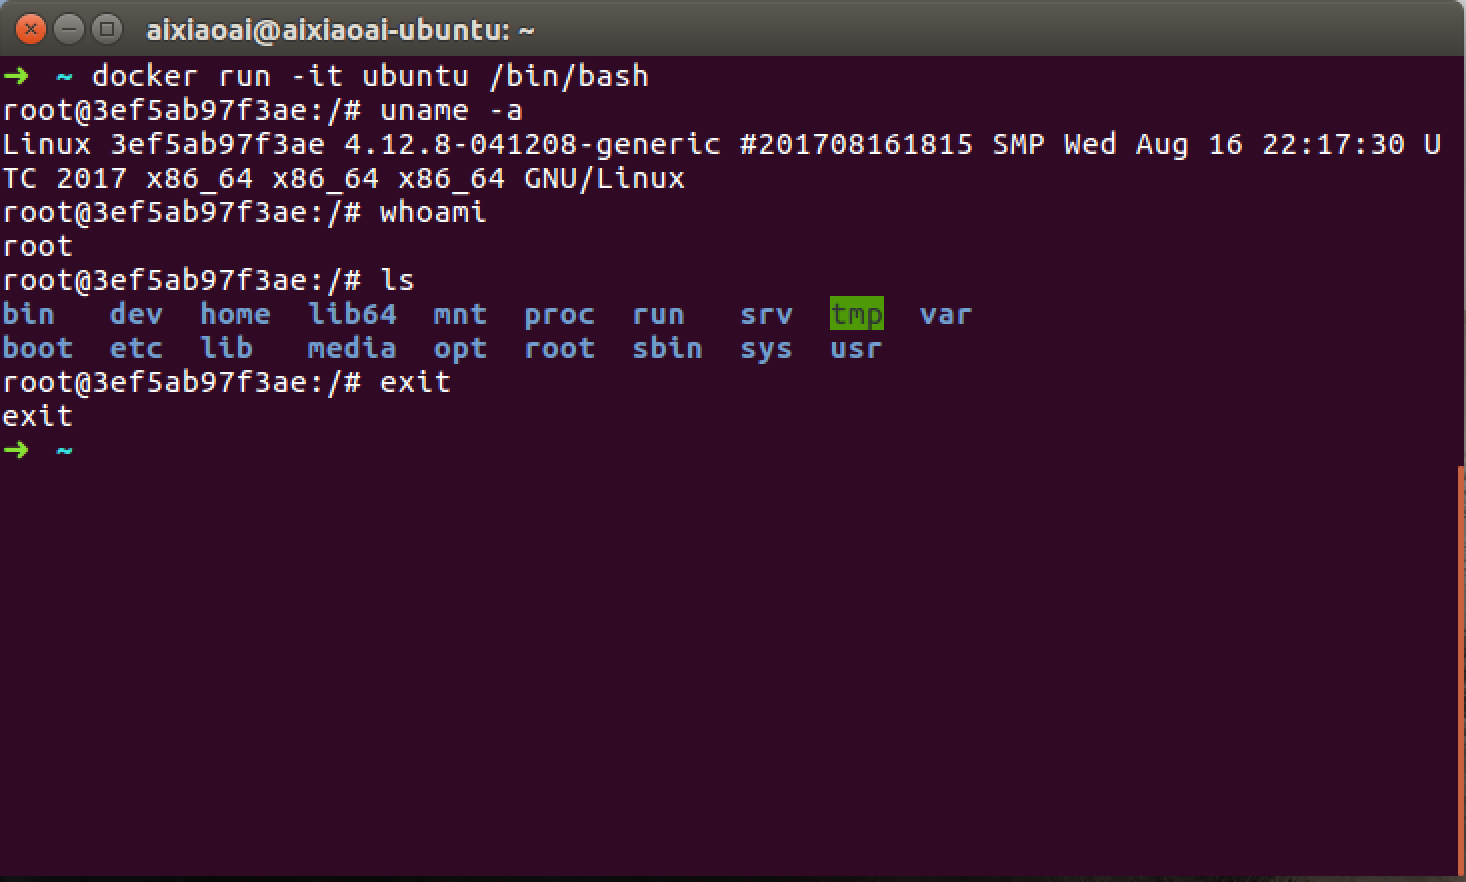 aixiaoai@aixiaoai-ubuntu: ~
➜  ~ docker run -it ubuntu /bin/bash
root@3ef5ab97f3ae:/# uname -a
Linux 3ef5ab97f3ae 4.12.8-041208-generic #201708161815 SMP Wed Aug 16 22:17:30 U
TC 2017 x86_64 x86_64 x86_64 GNU/Linux
root@3ef5ab97f3ae:/# whoami
root
root@3ef5ab97f3ae:/# ls
bin   dev  home  lib64  mnt  proc  run   srv  tmp  var
boot  etc  lib   media  opt  root  sbin  sys  usr
root@3ef5ab97f3ae:/# exit
exit
➜  ~